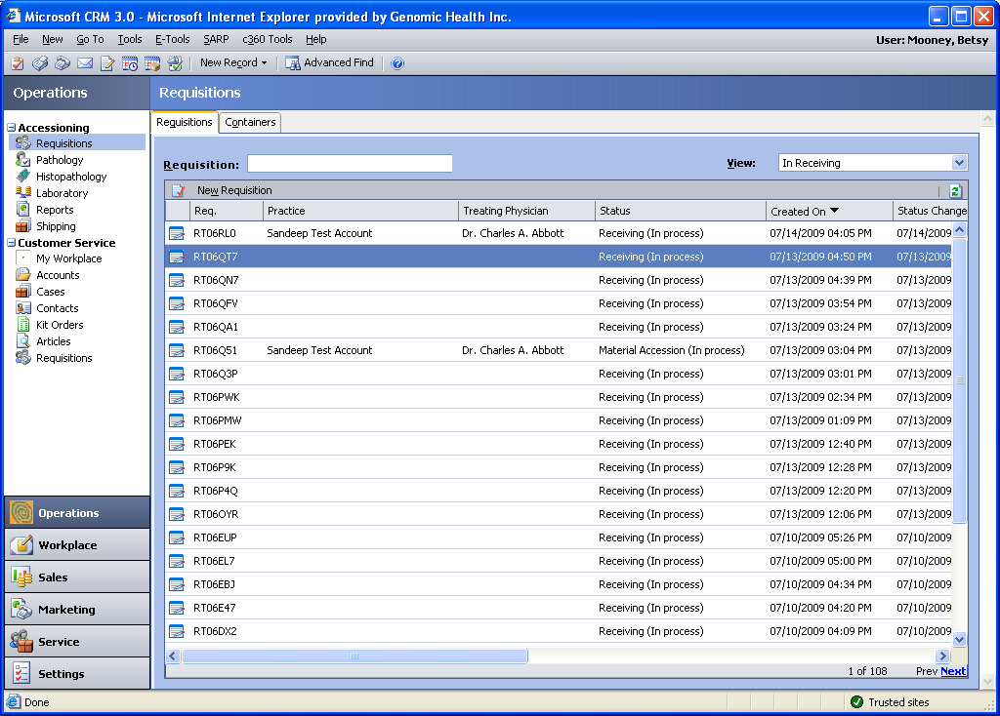 Microsoft CRM 3.0 - Microsoft Internet Explorer provided by Genomic Health Inc.
File New Go To Tools E-Tools SARP c360 Tools Help User: Mooney, Betsy
New Record Advanced Find
Operations Requisitions
Requisitions Containers
Accessioning
Requisitions
Pathology
Histopathology
Laboratory
Reports
Shipping
Customer Service
My Workplace
Accounts
Cases
Contacts
Kit Orders
Articles
Requisitions
Operations
Workplace
Sales
Marketing
Service
Settings
Requisition: View: In Receiving
New Requisition
Req. Practice Treating Physician Status Created On Status Change
RT06RL0 Sandeep Test Account Dr. Charles A. Abbott Receiving (In process) 07/14/2009 04:05 PM 07/14/2009
RT06QT7 Receiving (In process) 07/13/2009 04:50 PM 07/13/2009
RT06QN7 Receiving (In process) 07/13/2009 04:39 PM 07/13/2009
RT06QFV Receiving (In process) 07/13/2009 03:54 PM 07/13/2009
RT06QA1 Receiving (In process) 07/13/2009 03:24 PM 07/13/2009
RT06Q51 Sandeep Test Account Dr. Charles A. Abbott Material Accession (In process) 07/13/2009 03:04 PM 07/13/2009
RT06Q3P Receiving (In process) 07/13/2009 03:01 PM 07/13/2009
RT06PWK Receiving (In process) 07/13/2009 02:34 PM 07/13/2009
RT06PMW Receiving (In process) 07/13/2009 01:09 PM 07/13/2009
RT06PEK Receiving (In process) 07/13/2009 12:40 PM 07/13/2009
RT06P9K Receiving (In process) 07/13/2009 12:28 PM 07/13/2009
RT06P4Q Receiving (In process) 07/13/2009 12:20 PM 07/13/2009
RT06OYR Receiving (In process) 07/13/2009 12:06 PM 07/13/2009
RT06EUP Receiving (In process) 07/10/2009 05:26 PM 07/10/2009
RT06EL7 Receiving (In process) 07/10/2009 05:00 PM 07/10/2009
RT06EBJ Receiving (In process) 07/10/2009 04:34 PM 07/10/2009
RT06E47 Receiving (In process) 07/10/2009 04:20 PM 07/10/2009
RT06DX2 Receiving (In process) 07/10/2009 04:09 PM 07/10/2009
1 of 108 Prev Next
Done Trusted sites